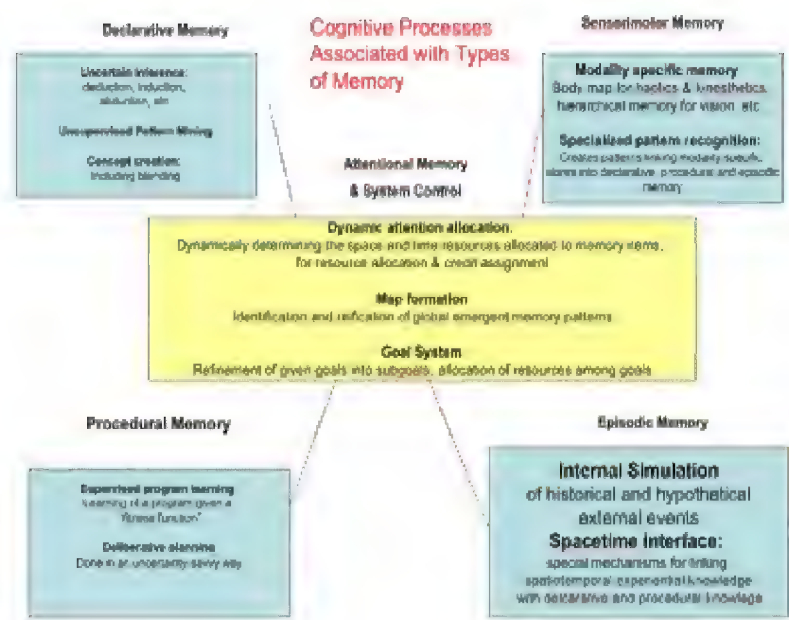 Declarative Memory
Cognitive Processes
Associated with Types
of Memory
Sensorimotor Memory
Uncertain inference:
deduction, induction,
abduction, etc
Unsupervised Pattern Mining
Concept creation:
Including blending
Modality specific memory
Body map for haptics & kinesthetics,
hierarchical memory for vision, etc
Specialized pattern recognition:
Creates patterns linking modality specific
stores into declarative, procedural and episodic
memory
Attentional Memory
& System Control
Dynamic attention allocation.
Dynamically determining the space and time resources allocated to memory items,
for resource allocation & credit assignment
Map formation
Identification and reification of global emergent memory patterns
Goal System
Refinement of given goals into subgoals, allocation of resources among goals
Procedural Memory
Supervised program learning
Learning of a program given a
"fitness function"
Deliberative planning
Done in an uncertainty-savvy way
Episodic Memory
Internal Simulation
of historical and hypothetical
external events
Spacetime interface:
special mechanisms for linking
spatiotemporal experiential knowledge
with delcarative and procedural knowlege